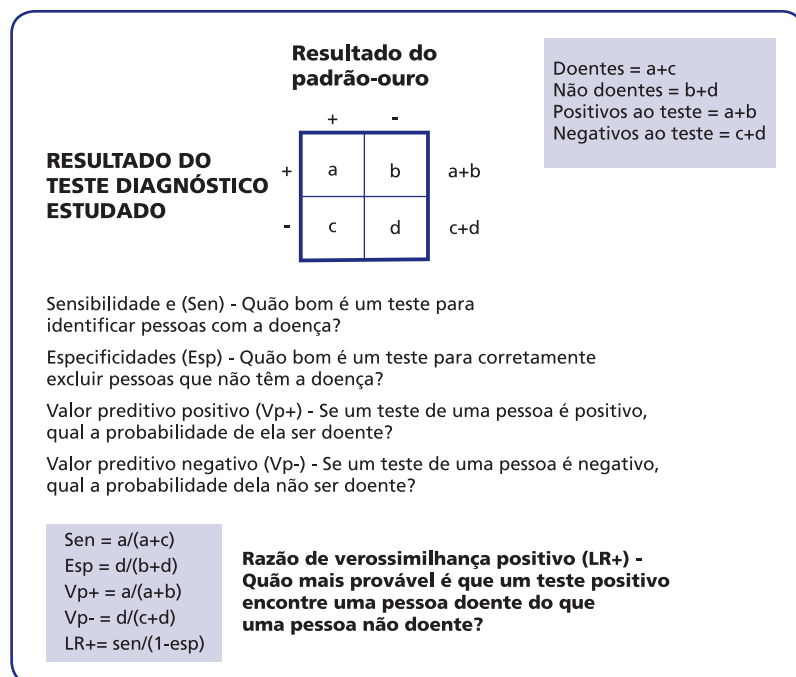 Resultado do
padrão-ouro
Doentes = a+c
Não doentes = b+d
Positivos ao teste = a+b
Negativos ao teste = c+d
+ -
RESULTADO DO
TESTE DIAGNÓSTICO
ESTUDADO
+ a b a+b
- c d c+d
Sensibilidade e (Sen) - Quão bom é um teste para
identificar pessoas com a doença?
Especificidades (Esp) - Quão bom é um teste para corretamente
excluir pessoas que não têm a doença?
Valor preditivo positivo (Vp+) - Se um teste de uma pessoa é positivo,
qual a probabilidade de ela ser doente?
Valor preditivo negativo (Vp-) - Se um teste de uma pessoa é negativo,
qual a probabilidade dela não ser doente?
Sen = a/(a+c)
Esp = d/(b+d)
Vp+ = a/(a+b)
Vp- = d/(c+d)
LR+= sen/(1-esp)
Razão de verossimilhança positivo (LR+) -
Quão mais provável é que um teste positivo
encontre uma pessoa doente do que
uma pessoa não doente?